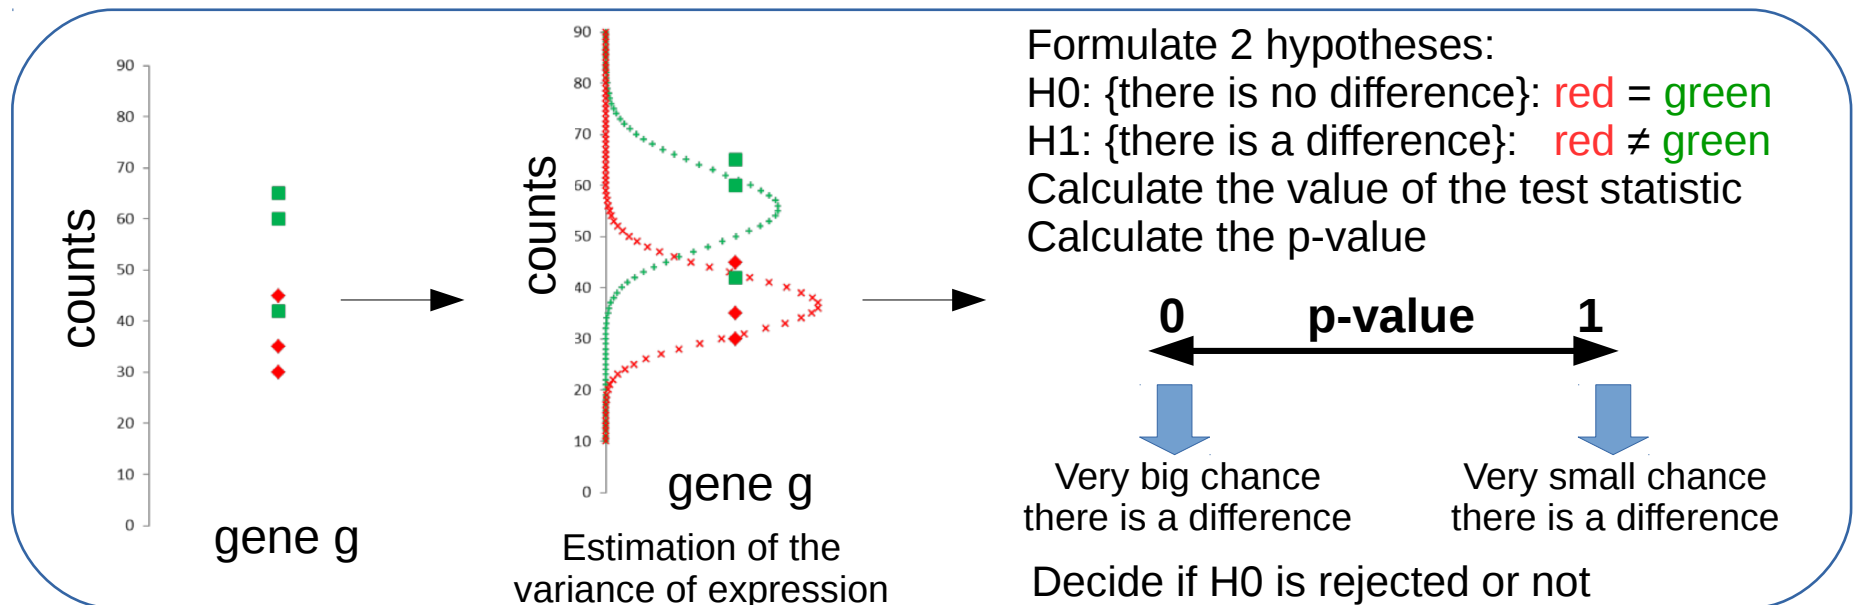 90
80
70
60
50
40
30
20
10
0
counts
gene g
90
80
70
60
50
40
30
20
10
0
counts
gene g
Estimation of the
variance of expression
Formulate 2 hypotheses:
H0: {there is no difference}: red = green
H1: {there is a difference}: red ≠ green
Calculate the value of the test statistic
Calculate the p-value
0 p-value 1
Very big chance
there is a difference
Very small chance
there is a difference
Decide if H0 is rejected or not